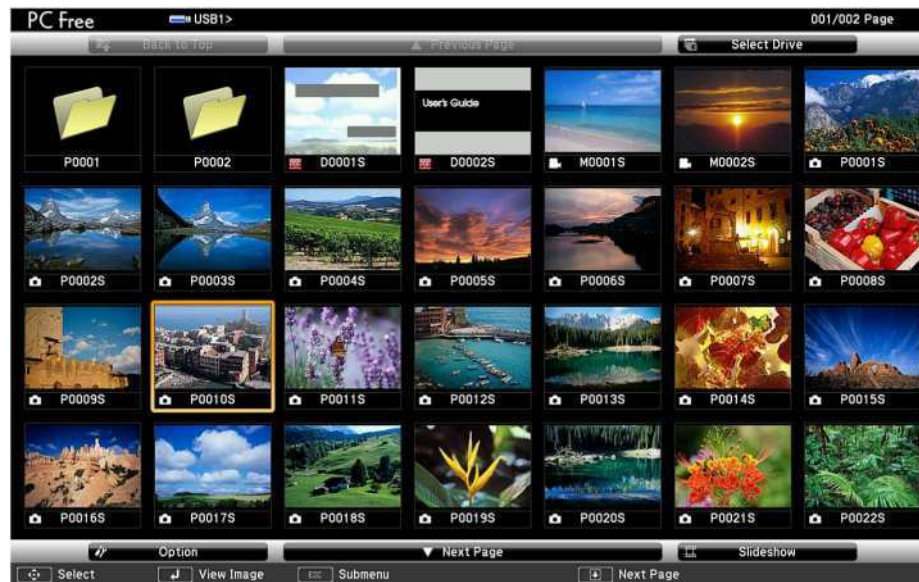 PC Free USB1> 001/002 Page
Back to Top ▲ Previous Page Select Drive
User's Guide
P0001 P0002 D0001S D0002S M0001S M0002S P0001S
P0002S P0003S P0004S P0005S P0006S P0007S P0008S
P0009S P0010S P0011S P0012S P0013S P0014S P0015S
P0016S P0017S P0018S P0019S P0020S P0021S P0022S
Option ▼ Next Page Slideshow
Select View Image ESC Submenu Next Page